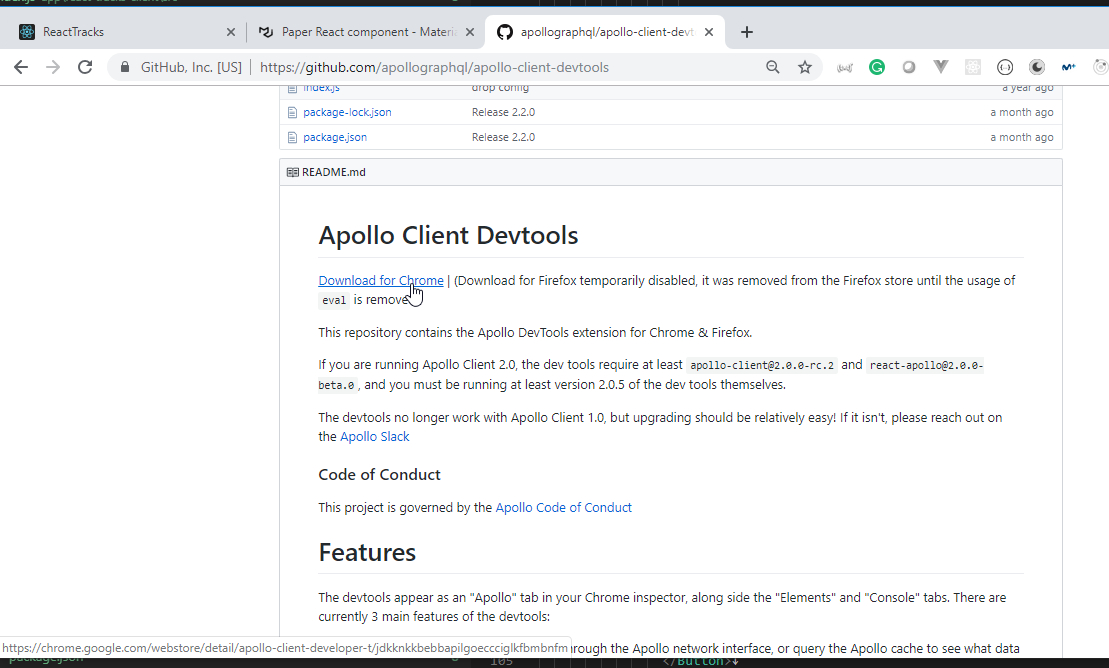 ReactTracks
Paper React component - Materi
apollographql/apollo-client-devt
GitHub, Inc. [US] https://github.com/apollographql/apollo-client-devtools
index.js drop config a year ago
package-lock.json Release 2.2.0 a month ago
package.json Release 2.2.0 a month ago
README.md
Apollo Client Devtools
Download for Chrome | (Download for Firefox temporarily disabled, it was removed from the Firefox store until the usage of
eval is remove
This repository contains the Apollo DevTools extension for Chrome & Firefox.
If you are running Apollo Client 2.0, the dev tools require at least apollo-client@2.0.0-rc.2 and react-apollo@2.0.0-
beta.0, and you must be running at least version 2.0.5 of the dev tools themselves.
The devtools no longer work with Apollo Client 1.0, but upgrading should be relatively easy! If it isn't, please reach out on
the Apollo Slack
Code of Conduct
This project is governed by the Apollo Code of Conduct
Features
The devtools appear as an "Apollo" tab in your Chrome inspector, along side the "Elements" and "Console" tabs. There are
currently 3 main features of the devtools:
https://chrome.google.com/webstore/detail/apollo-client-developer-t/jdkknkkbebbapilgoeccciglkfbmbnfm
hrough the Apollo network interface, or query the Apollo cache to see what data
package.json
105 </Button>